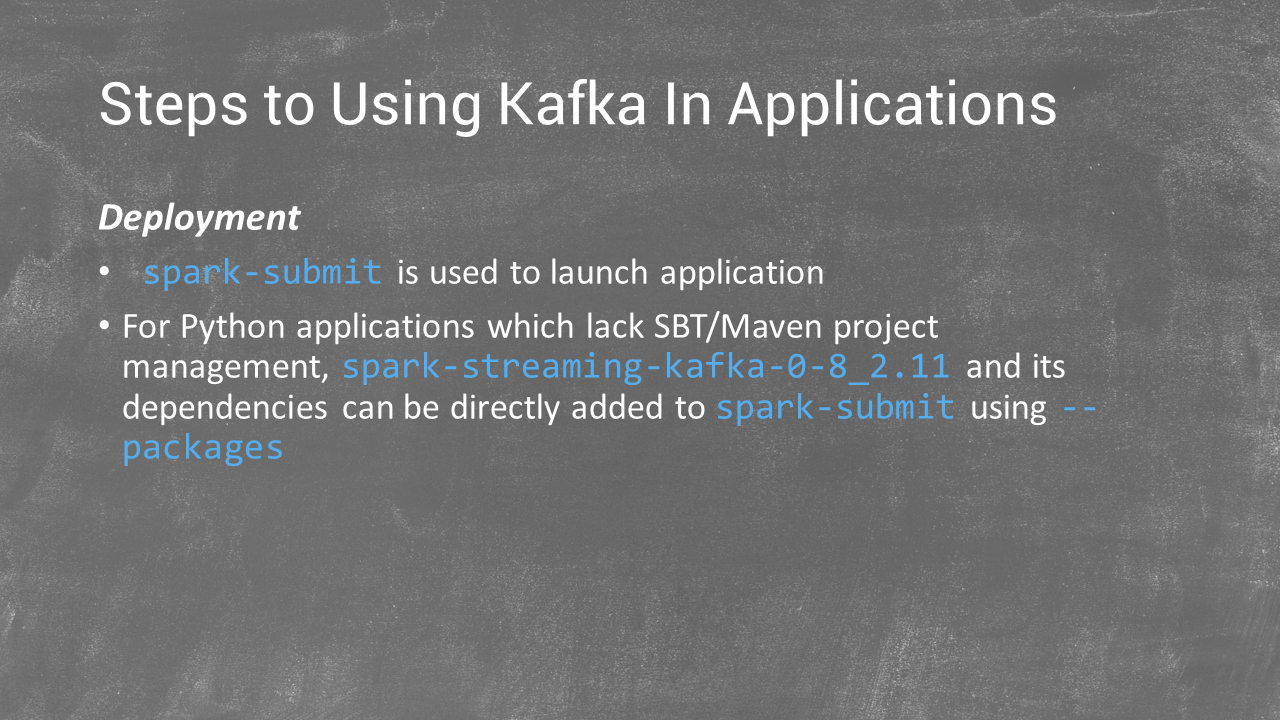 Steps to Using Kafka In Applications
Deployment
• spark-submit is used to launch application
• For Python applications which lack SBT/Maven project
management, spark-streaming-kafka-0-8_2.11 and its
dependencies can be directly added to spark-submit using --
packages